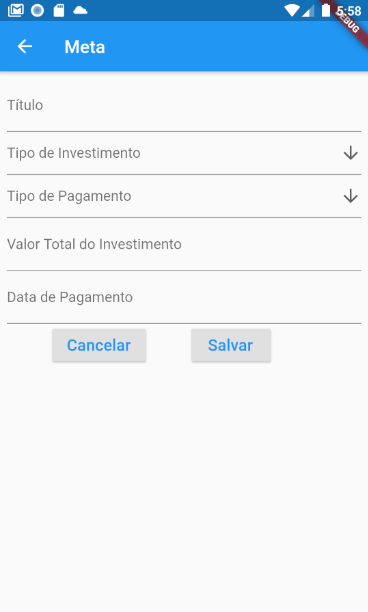 5:58
DEBUG
Meta
Título
Tipo de Investimento
Tipo de Pagamento
Valor Total do Investimento
Data de Pagamento
Cancelar
Salvar